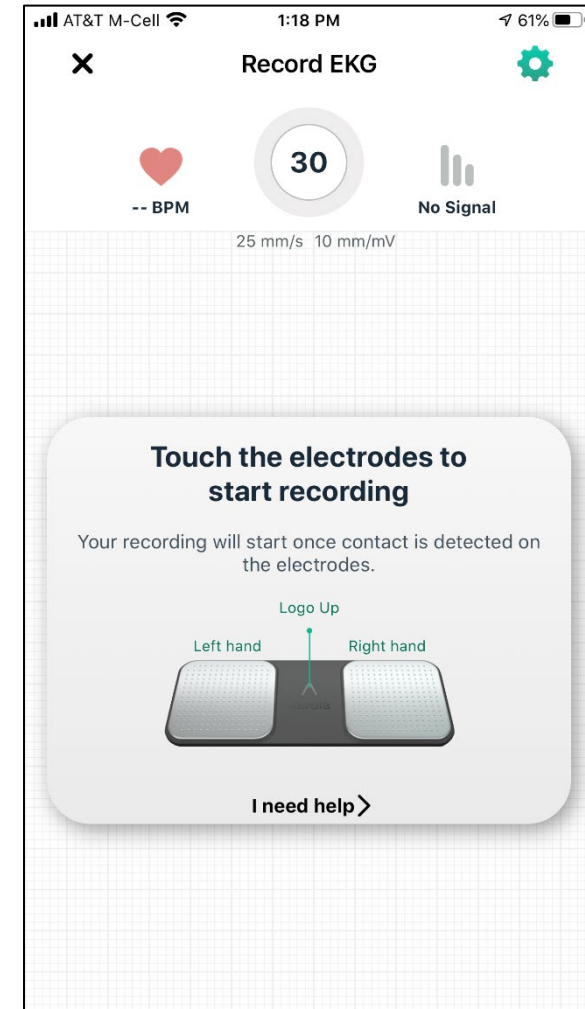 AT&T M-Cell 1:18 PM 61%
Record EKG
30
-- BPM
No Signal
25 mm/s 10 mm/mV
Touch the electrodes to
start recording
Your recording will start once contact is detected on
the electrodes.
Logo Up
Left hand Right hand
I need help